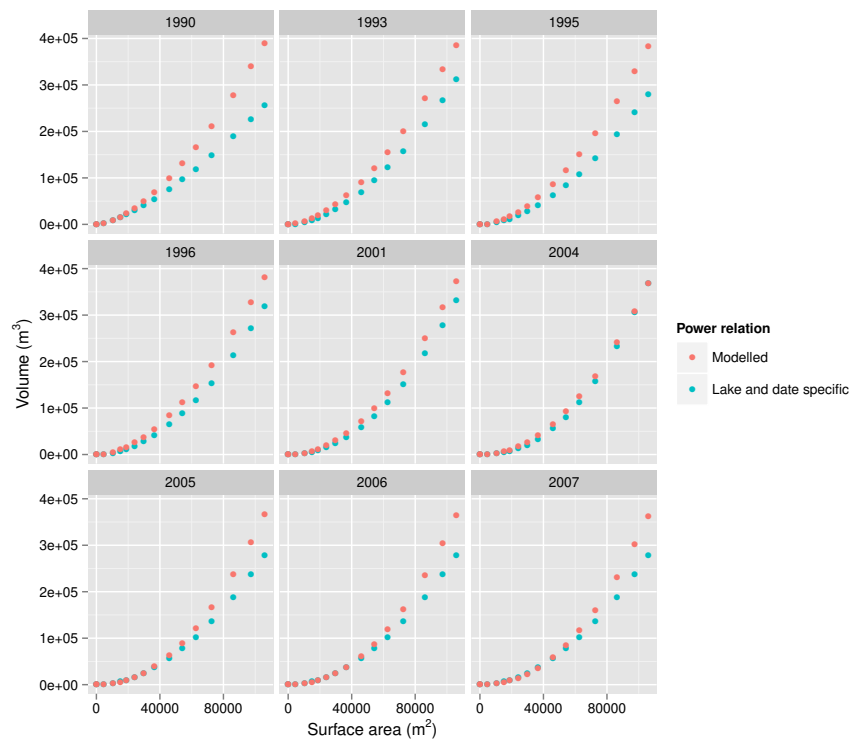 1990 1993 1995
4e+05
3e+05
2e+05
1e+05
0e+00
1996 2001 2004
4e+05
3e+05
2e+05
1e+05
0e+00
Volume (m³)
2005 2006 2007
4e+05
3e+05
2e+05
1e+05
0e+00
0 40000 80000 0 40000 80000 0 40000 80000
Surface area (m²)
Power relation
Modelled
Lake and date specific